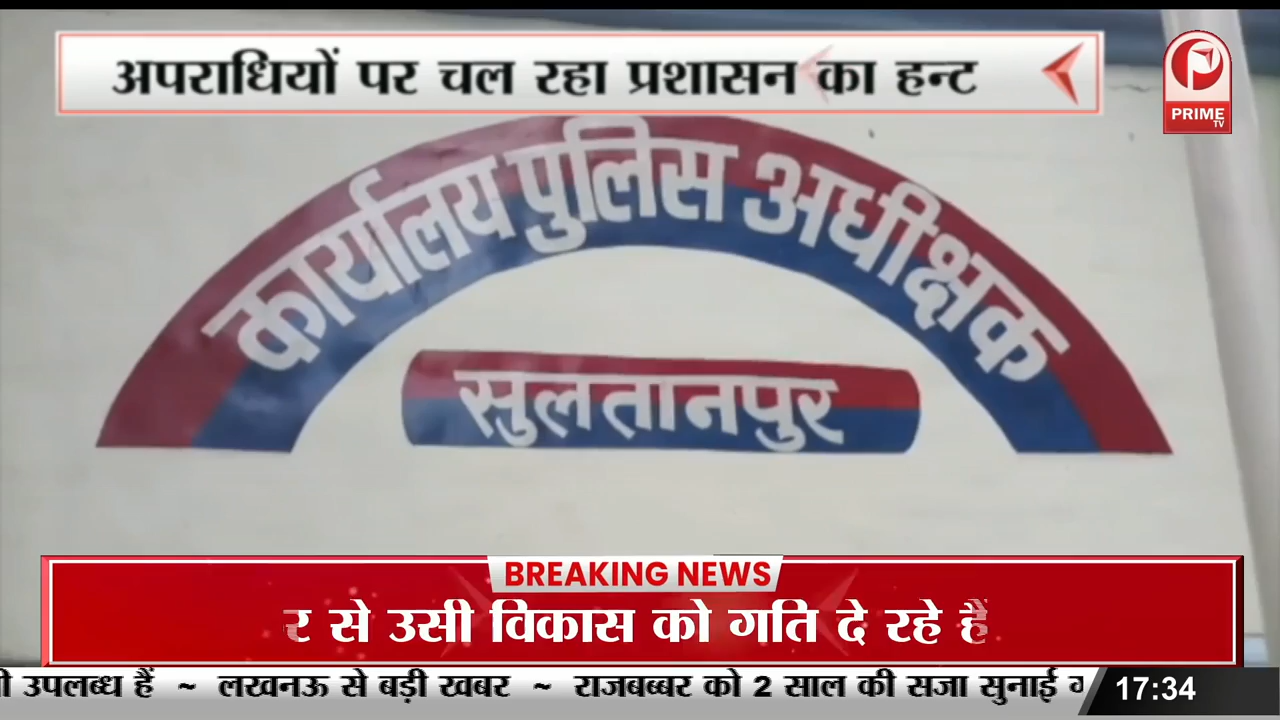 अपराधियों पर चल रहा प्रशासन का हन्ट
PRIME
TV
कार्यालय पुलिस अधीक्षक
सुलतानपुर
BREAKING NEWS
र से उसी विकास को गति दे रहे हैं
उपलब्ध हैं ~ लखनऊ से बड़ी खबर ~ राजबब्बर को 2 साल की सजा सुनाई
17:34